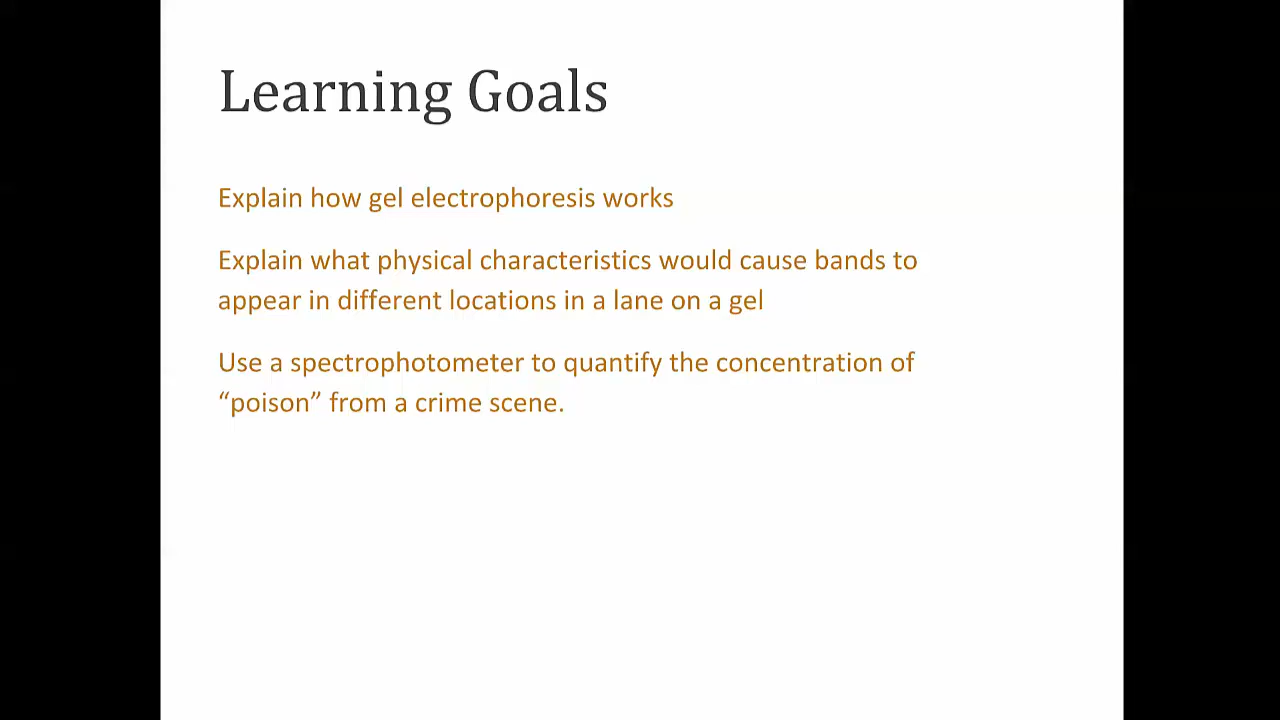 Learning Goals
Explain how gel electrophoresis works
Explain what physical characteristics would cause bands to
appear in different locations in a lane on a gel
Use a spectrophotometer to quantify the concentration of
“poison” from a crime scene.